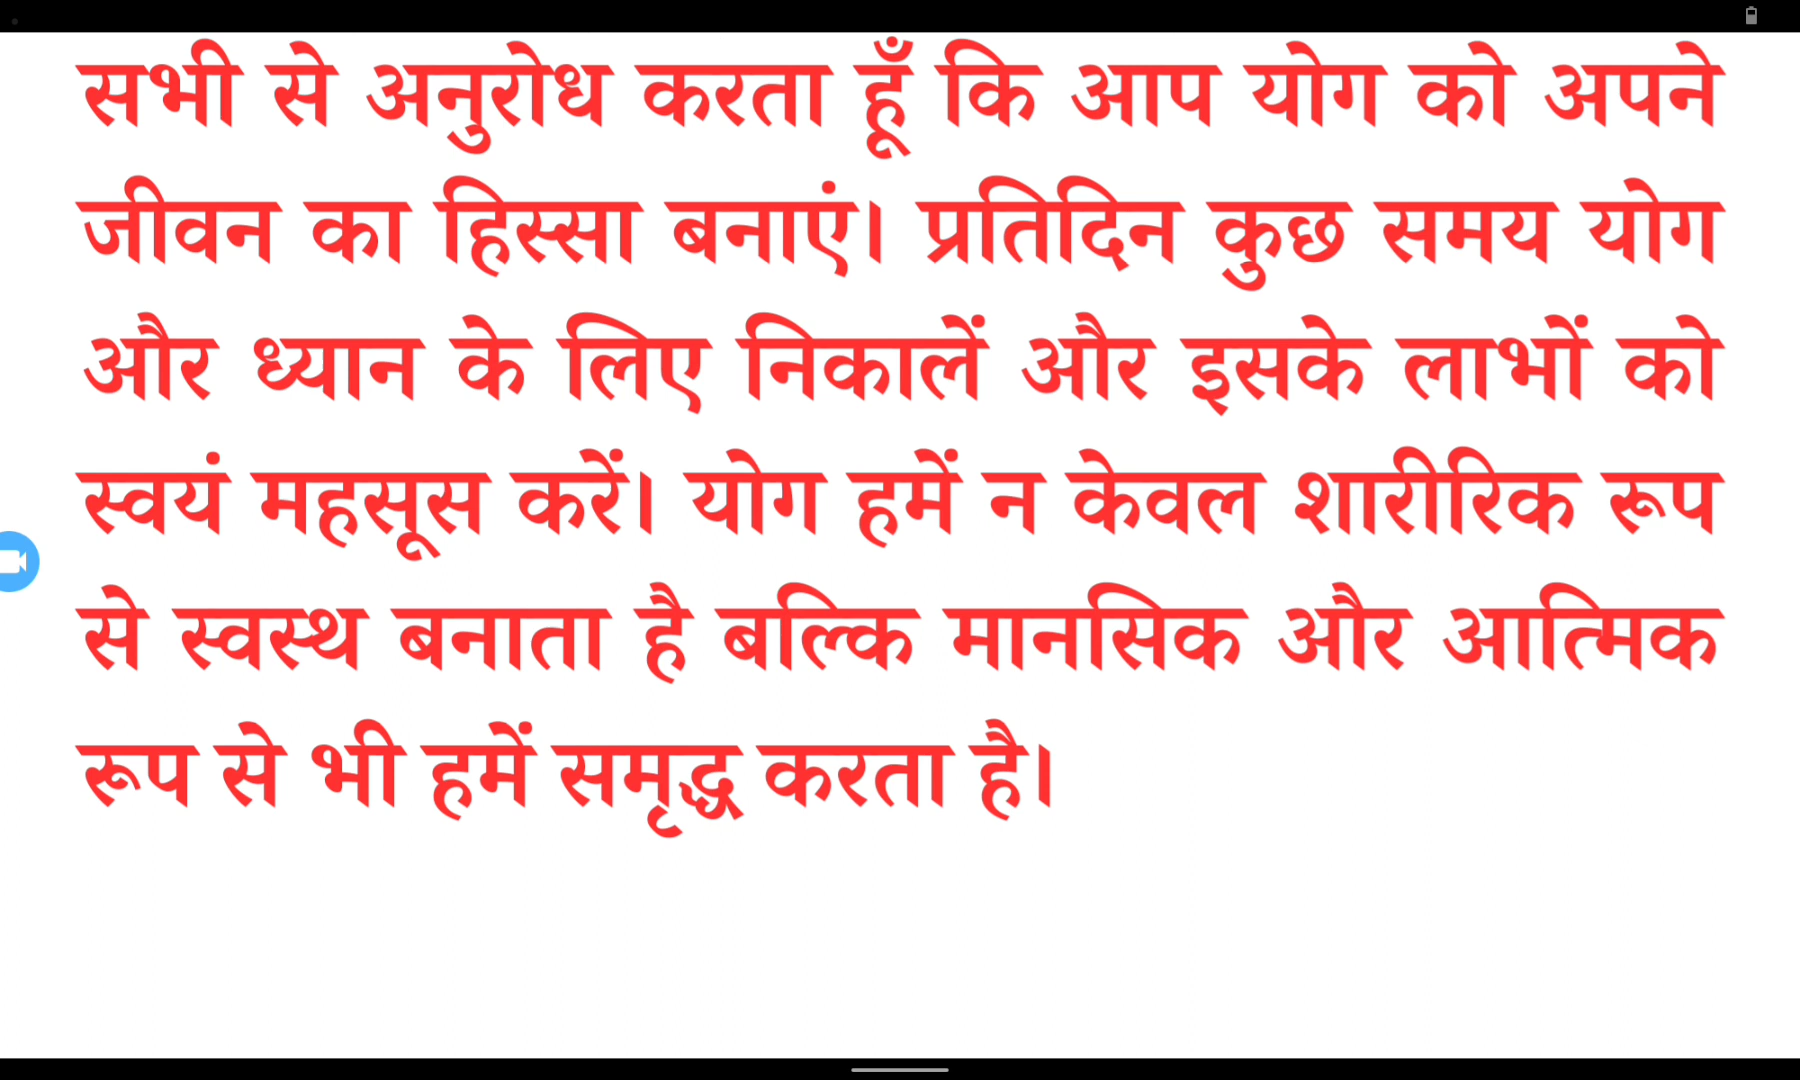 सभी से अनुरोध करता हूँ कि आप योग को अपने
जीवन का हिस्सा बनाएं। प्रतिदिन कुछ समय योग
और ध्यान के लिए निकालें और इसके लाभों को
स्वयं महसूस करें। योग हमें न केवल शारीरिक रूप
से स्वस्थ बनाता है बल्कि मानसिक और आत्मिक
रूप से भी हमें समृद्ध करता है।